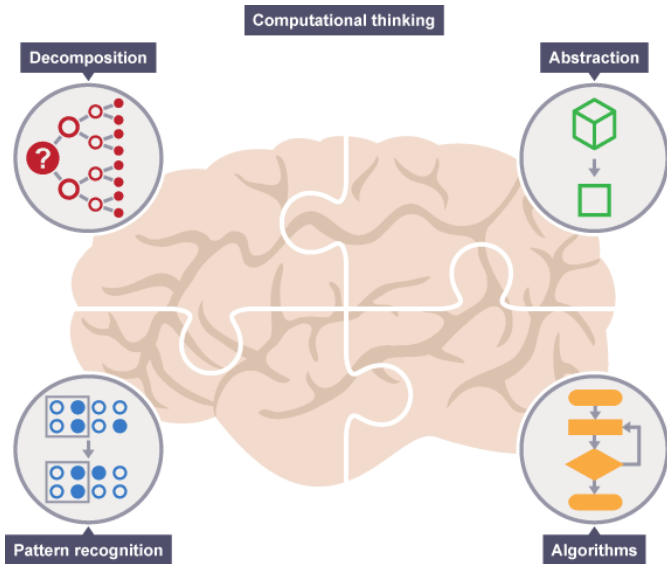 Computational thinking
Decomposition
Abstraction
?
Pattern recognition
Algorithms